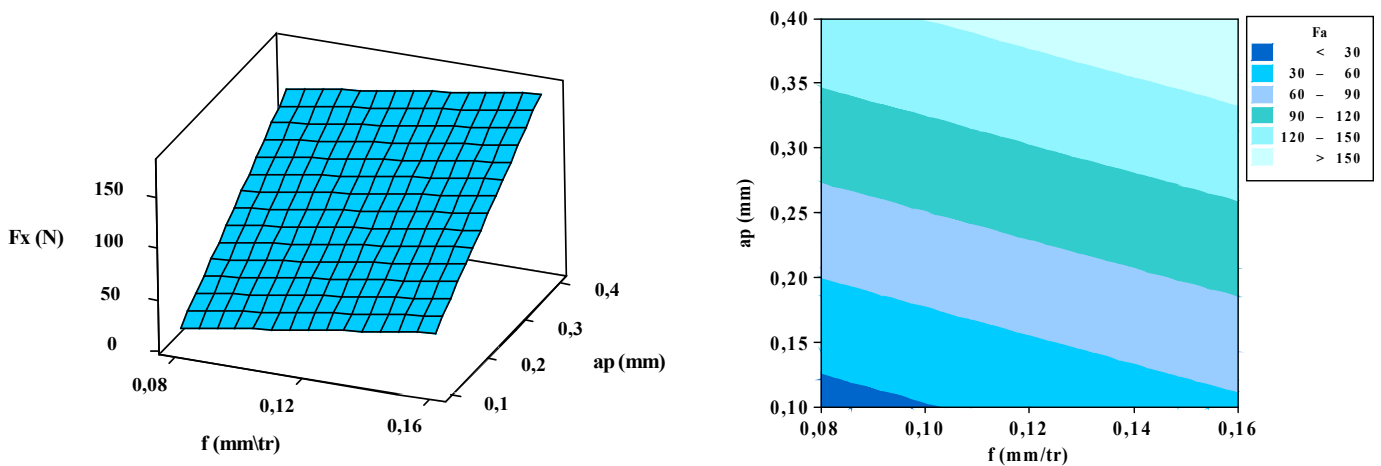 150
100
50
0
Fx (N)
0,08
0,12
0,16
f (mm\tr)
0,4
0,3
0,2
0,1
ap (mm)
0,40
0,35
0,30
0,25
0,20
0,15
0,10
ap (mm)
0,08 0,10 0,12 0,14 0,16
f (mm/tr)
Fa
< 30
30 – 60
60 – 90
90 – 120
120 – 150
> 150